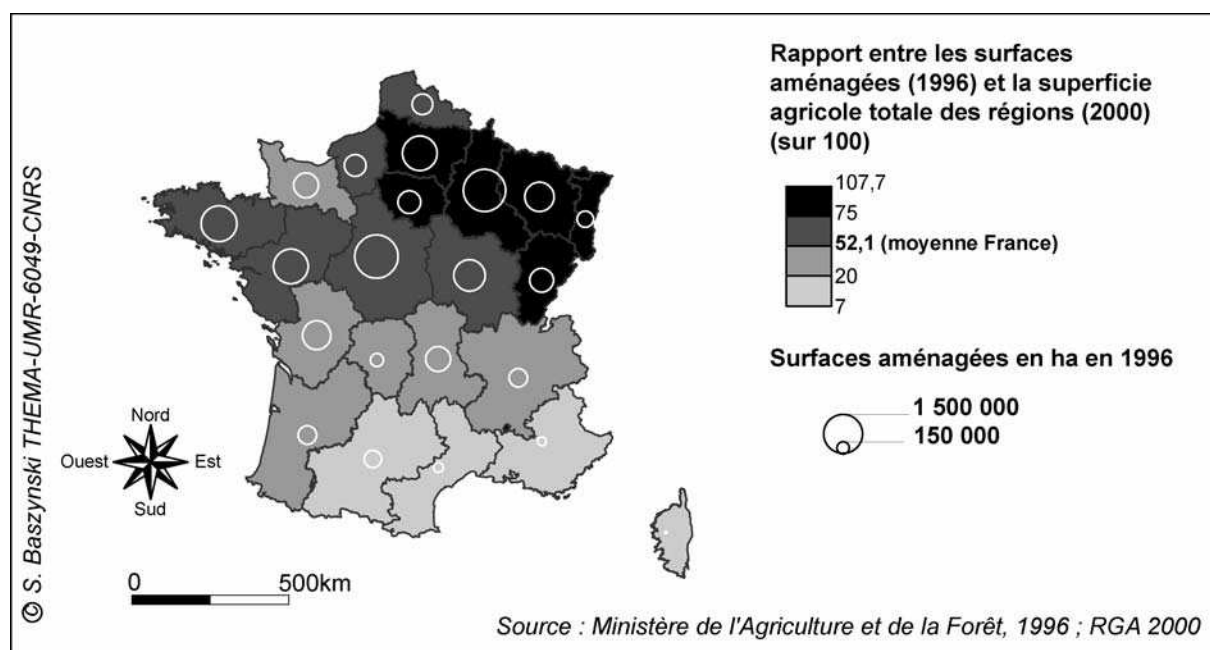 © S. Baszynski THEMA-UMR-6049-CNRS
Rapport entre les surfaces
aménagées (1996) et la superficie
agricole totale des régions (2000)
(sur 100)
107,7
75
52,1 (moyenne France)
20
7
Surfaces aménagées en ha en 1996
1 500 000
150 000
Nord
Ouest
Est
Sud
0
500km
Source : Ministère de l'Agriculture et de la Forêt, 1996 ; RGA 2000